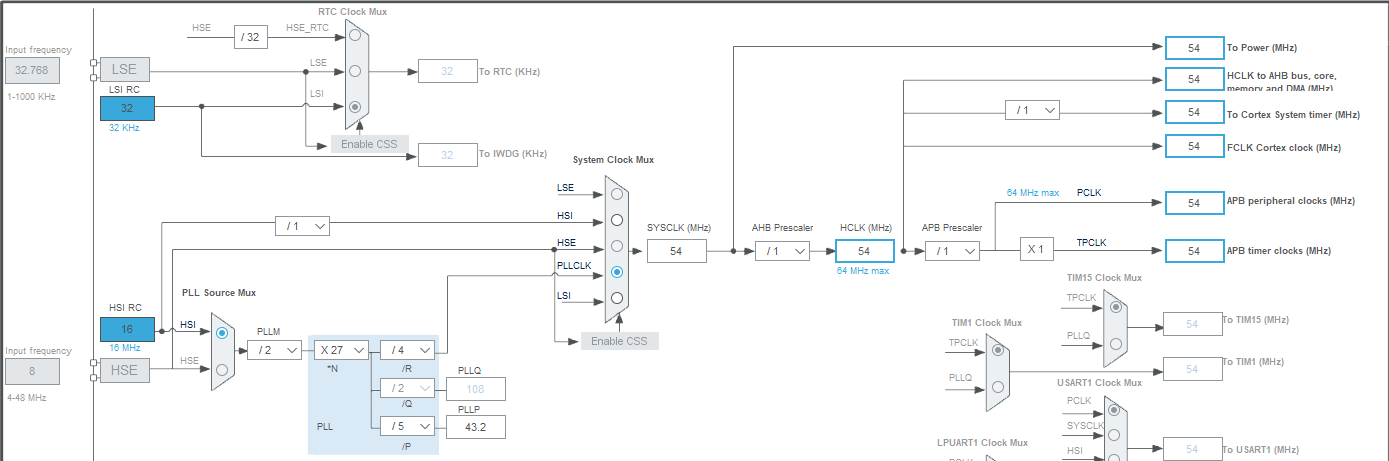 RTC Clock Mux
HSE
/ 32
HSE_RTC
Input frequency
32.768
1-1000 KHz
LSE
LSE
32
To RTC (KHz)
LSI RC
32
32 KHz
LSI
Enable CSS
32
To IWDG (KHz)
54
To Power (MHz)
54
HCLK to AHB bus, core,
memory and DMA (MHz)
/ 1
54
To Cortex System timer (MHz)
54
FCLK Cortex clock (MHz)
System Clock Mux
LSE
HSI
HSE
PLLCLK
LSI
Enable CSS
/ 1
SYSCLK (MHz)
54
AHB Prescaler
/ 1
HCLK (MHz)
54
64 MHz max
APB Prescaler
/ 1
64 MHz max
PCLK
54
APB peripheral clocks (MHz)
X 1
TPCLK
54
APB timer clocks (MHz)
HSI RC
16
16 MHz
HSI
PLL Source Mux
Input frequency
8
4-48 MHz
HSE
HSE
PLLM
/ 2
X 27
*N
/ 4
/R
/ 2
/Q
/ 5
/P
PLL
PLLQ
108
PLLP
43.2
TIM15 Clock Mux
TPCLK
PLLQ
54
To TIM15 (MHz)
TIM1 Clock Mux
TPCLK
PLLQ
54
To TIM1 (MHz)
USART1 Clock Mux
PCLK
SYSCLK
HSI
54
To USART1 (MHz)
LPUART1 Clock Mux